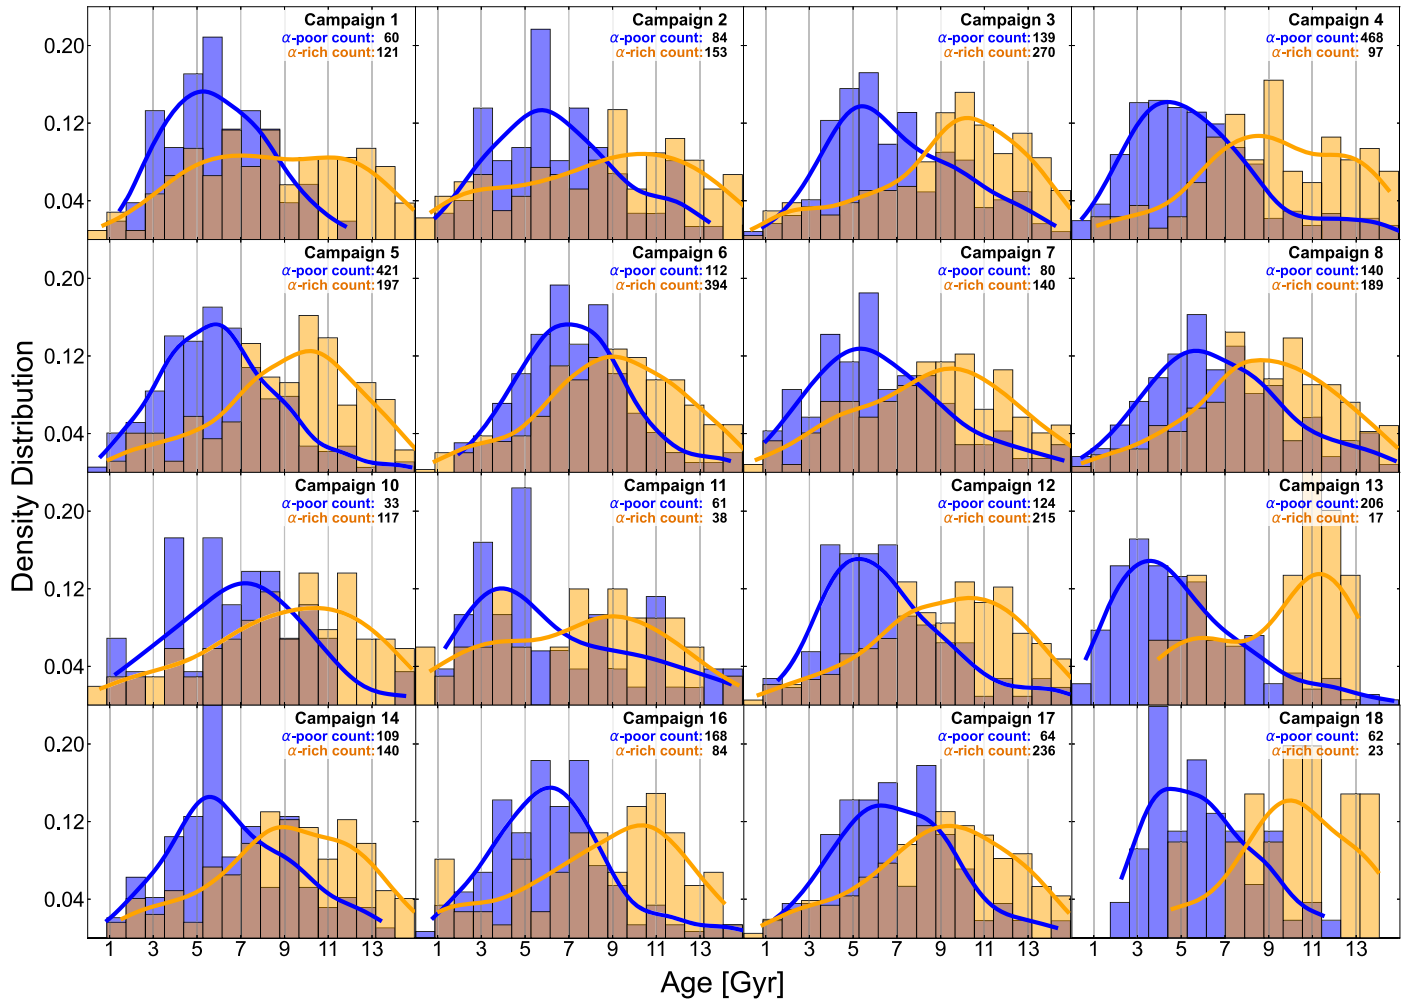 Campaign 1
α-poor count: 60
α-rich count: 121
Campaign 2
α-poor count: 84
α-rich count: 153
Campaign 3
α-poor count: 139
α-rich count: 270
Campaign 4
α-poor count: 468
α-rich count: 97
0.20
0.12
0.04
Campaign 5
α-poor count: 421
α-rich count: 197
Campaign 6
α-poor count: 112
α-rich count: 394
Campaign 7
α-poor count: 80
α-rich count: 140
Campaign 8
α-poor count: 140
α-rich count: 189
0.20
0.12
0.04
Density Distribution
Campaign 10
α-poor count: 33
α-rich count: 117
Campaign 11
α-poor count: 61
α-rich count: 38
Campaign 12
α-poor count: 124
α-rich count: 215
Campaign 13
α-poor count: 206
α-rich count: 17
0.20
0.12
0.04
Campaign 14
α-poor count: 109
α-rich count: 140
Campaign 16
α-poor count: 168
α-rich count: 84
Campaign 17
α-poor count: 64
α-rich count: 236
Campaign 18
α-poor count: 62
α-rich count: 23
0.20
0.12
0.04
1 3 5 7 9 11 13 1 3 5 7 9 11 13 1 3 5 7 9 11 13 1 3 5 7 9 11 13
Age [Gyr]